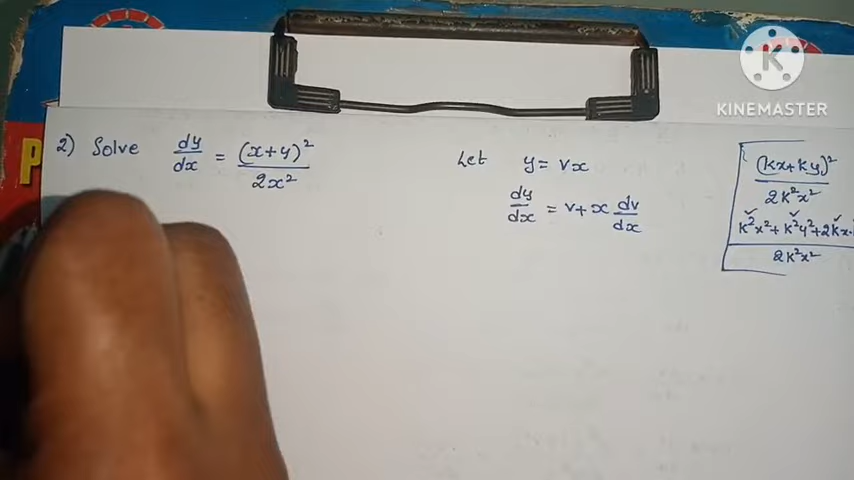 K
KINEMASTER
2) Solve dy/dx = (x+y)²/2x²
Let y = vx
dy/dx = v+x dv/dx
(kx+ky)²/2k²x²
k²x²+k²y²+2kx·k/2k²x²